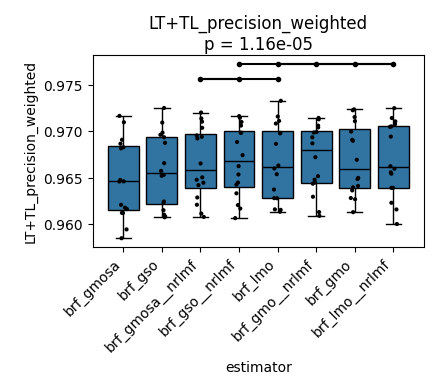 LT+TL_precision_weighted
p = 1.16e-05
LT+TL_precision_weighted
0.975
0.970
0.965
0.960
brf_gmosa
brf_gso
brf_gmosa__nrlmf
brf_gso__nrlmf
brf_lmo
brf_gmo__nrlmf
brf_gmo
brf_lmo__nrlmf
estimator